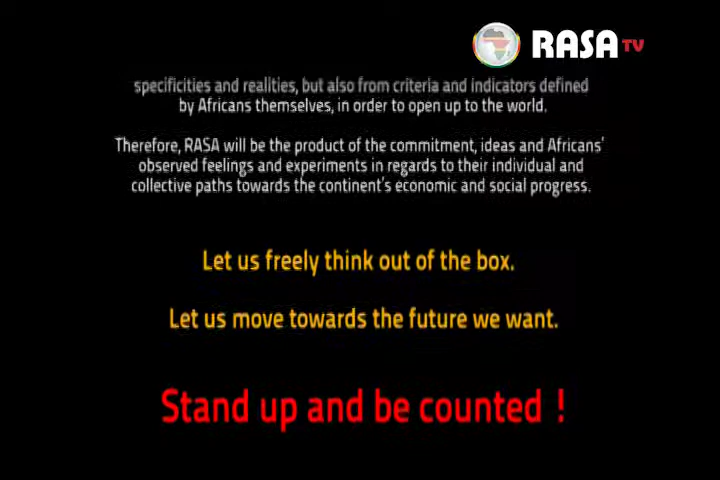 RASA TV
specificities and realities, but also from criteria and indicators defined
by Africans themselves, in order to open up to the world.
Therefore, RASA will be the product of the commitment, ideas and Africans'
observed feelings and experiments in regards to their individual and
collective paths towards the continent's economic and social progress.
Let us freely think out of the box.
Let us move towards the future we want.
Stand up and be counted !